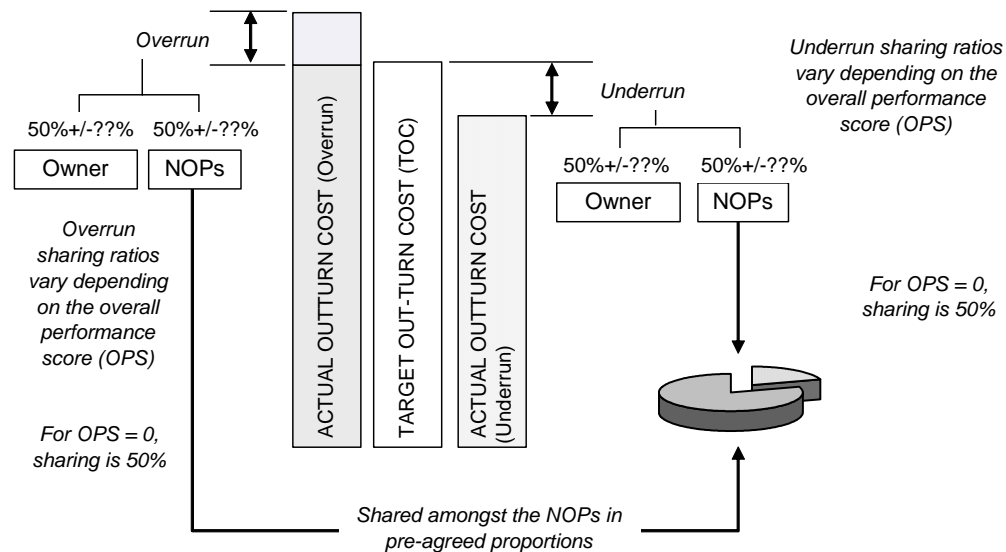 Overrun
50%+/-??%
50%+/-??%
Owner
NOPs
Overrun
sharing ratios
vary depending
on the overall
performance
score (OPS)
For OPS = 0,
sharing is 50%
ACTUAL OUTTURN COST (Overrun)
TARGET OUT-TURN COST (TOC)
ACTUAL OUTTURN COST
(Underrun)
Underrun
50%+/-??%
50%+/-??%
Owner
NOPs
Underrun sharing ratios
vary depending on the
overall performance
score (OPS)
For OPS = 0,
sharing is 50%
Shared amongst the NOPs in
pre-agreed proportions